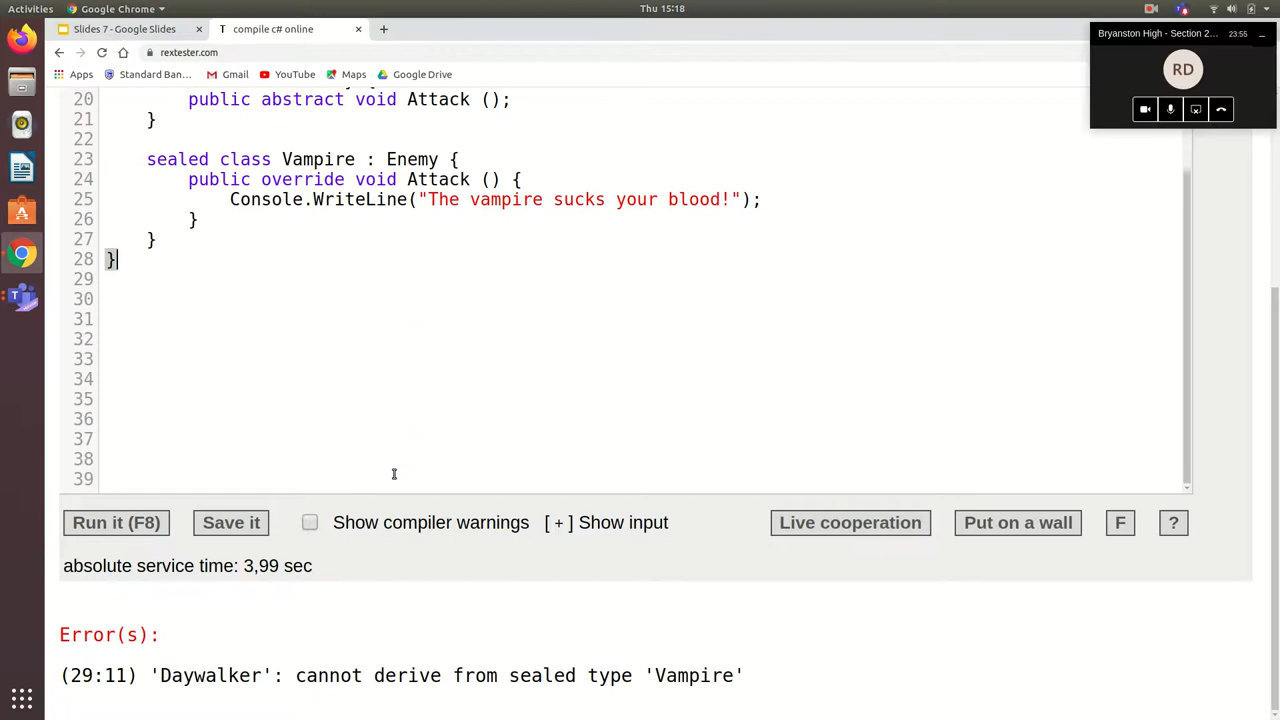 Activities
Google Chrome
Thu 15:18
Slides 7 - Google Slides
compile c# online
rextester.com
Apps
Standard Ban...
Gmail
YouTube
Maps
Google Drive
Bryanston High - Section 2...
23:55
RD
20 public abstract void Attack ();
21 }
22
23 sealed class Vampire : Enemy {
24 public override void Attack () {
25 Console.WriteLine("The vampire sucks your blood!");
26 }
27 }
28 }
29
30
31
32
33
34
35
36
37
38
39
Run it (F8)
Save it
Show compiler warnings
[ + ] Show input
Live cooperation
Put on a wall
F
?
absolute service time: 3,99 sec
Error(s):
(29:11) 'Daywalker': cannot derive from sealed type 'Vampire'